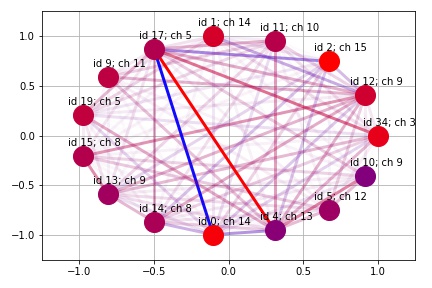 id 1; ch 14
id 17; ch 5
id 11; ch 10
id 2; ch 15
id 9; ch 11
id 12; ch 9
id 19; ch 5
id 34; ch 3
id 15; ch 8
id 10; ch 9
id 13; ch 9
id 5; ch 12
id 14; ch 8
id 0; ch 14
id 4; ch 13
1.0
0.5
0.0
−0.5
−1.0
−1.0 −0.5 0.0 0.5 1.0